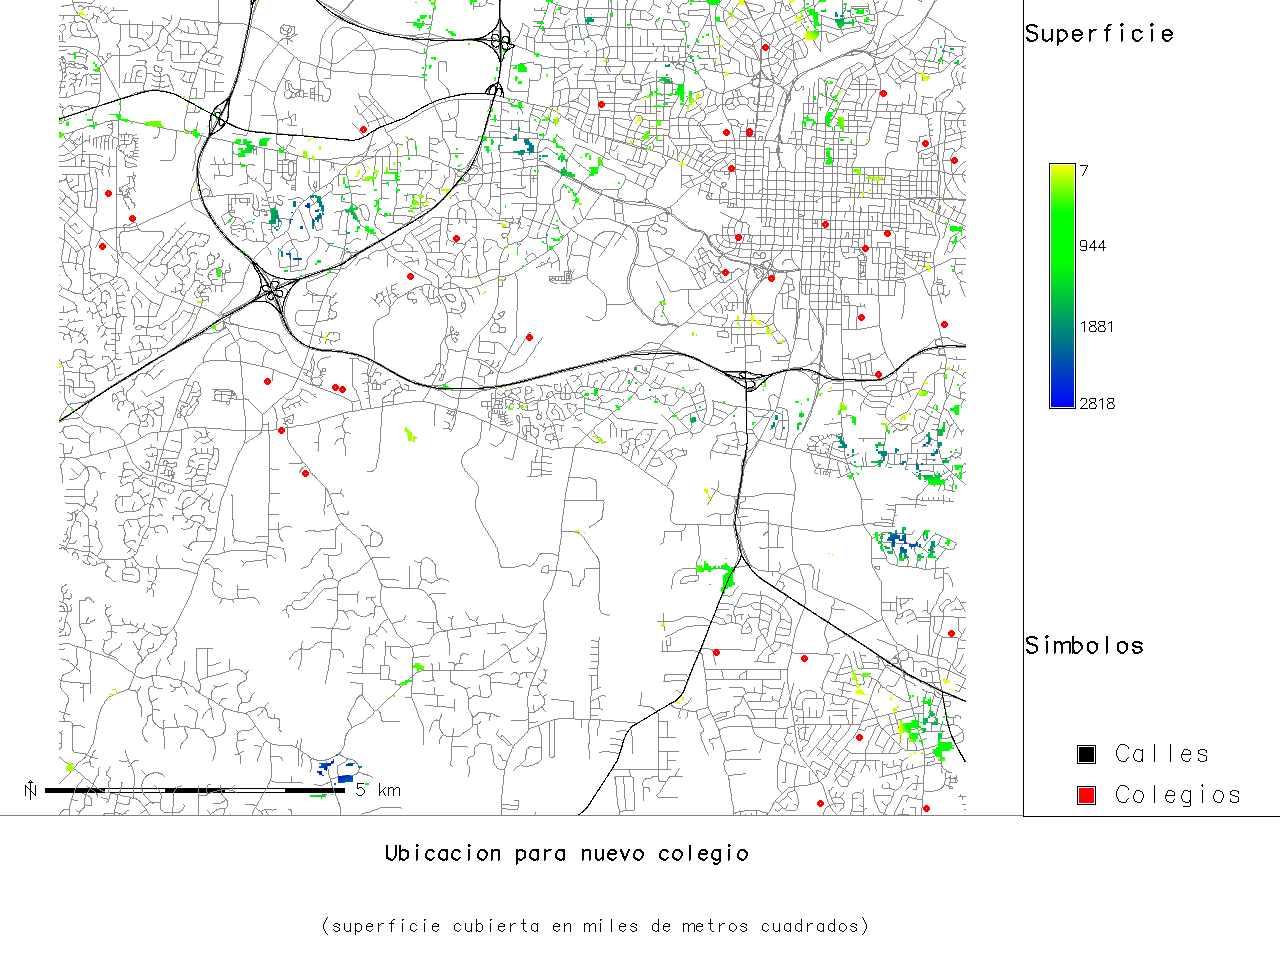 Superficie
7
944
1881
2818
Simbolos
Calles
Colegios
N
5 km
Ubicacion para nuevo colegio
(superficie cubierta en miles de metros cuadrados)